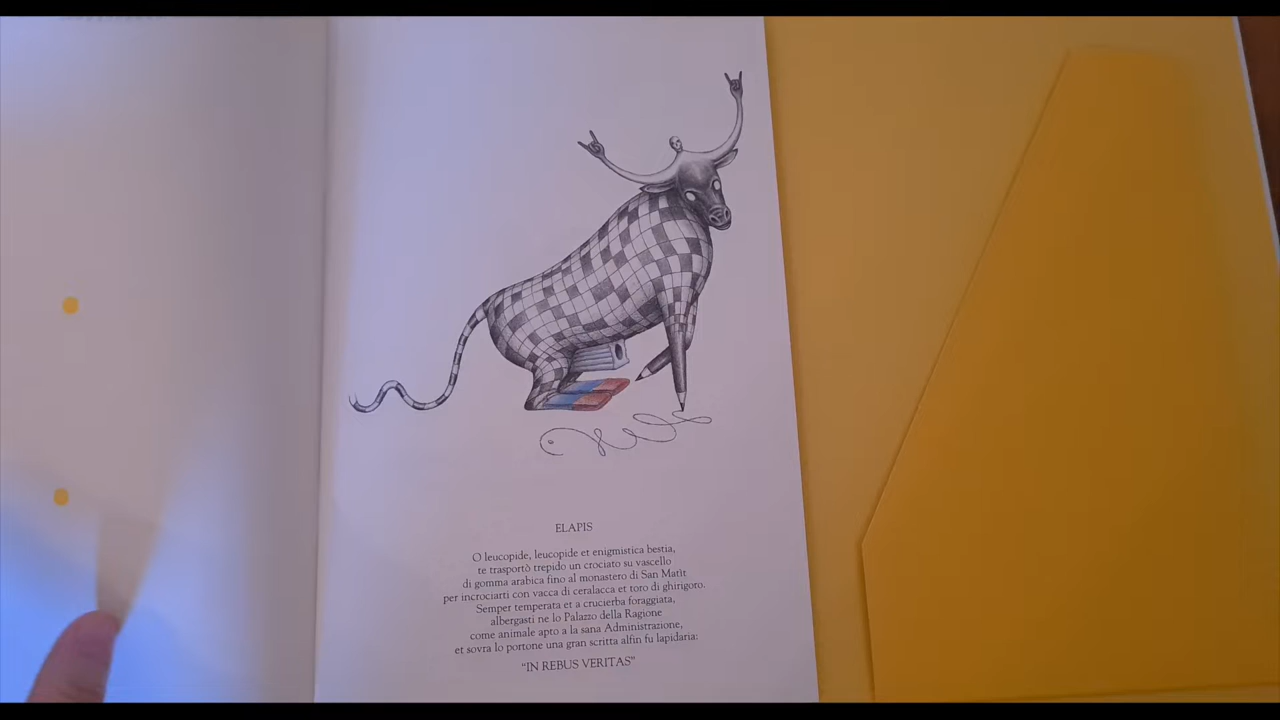 ELAPIS
O leucopide, leucopide et enigmistica bestia,
te trasportò trepido un crociato su vascello
di gomma arabica fino al monastero di San Matìt
per incrociarti con vacca di ceralacca et toro di ghirigoro.
Semper temperata et a crucierba foraggiata,
albergasti ne lo Palazzo della Ragione
come animale apto a la sana Administrazione,
et sovra lo portone una gran scritta alfin fu lapidaria:
"IN REBUS VERITAS"